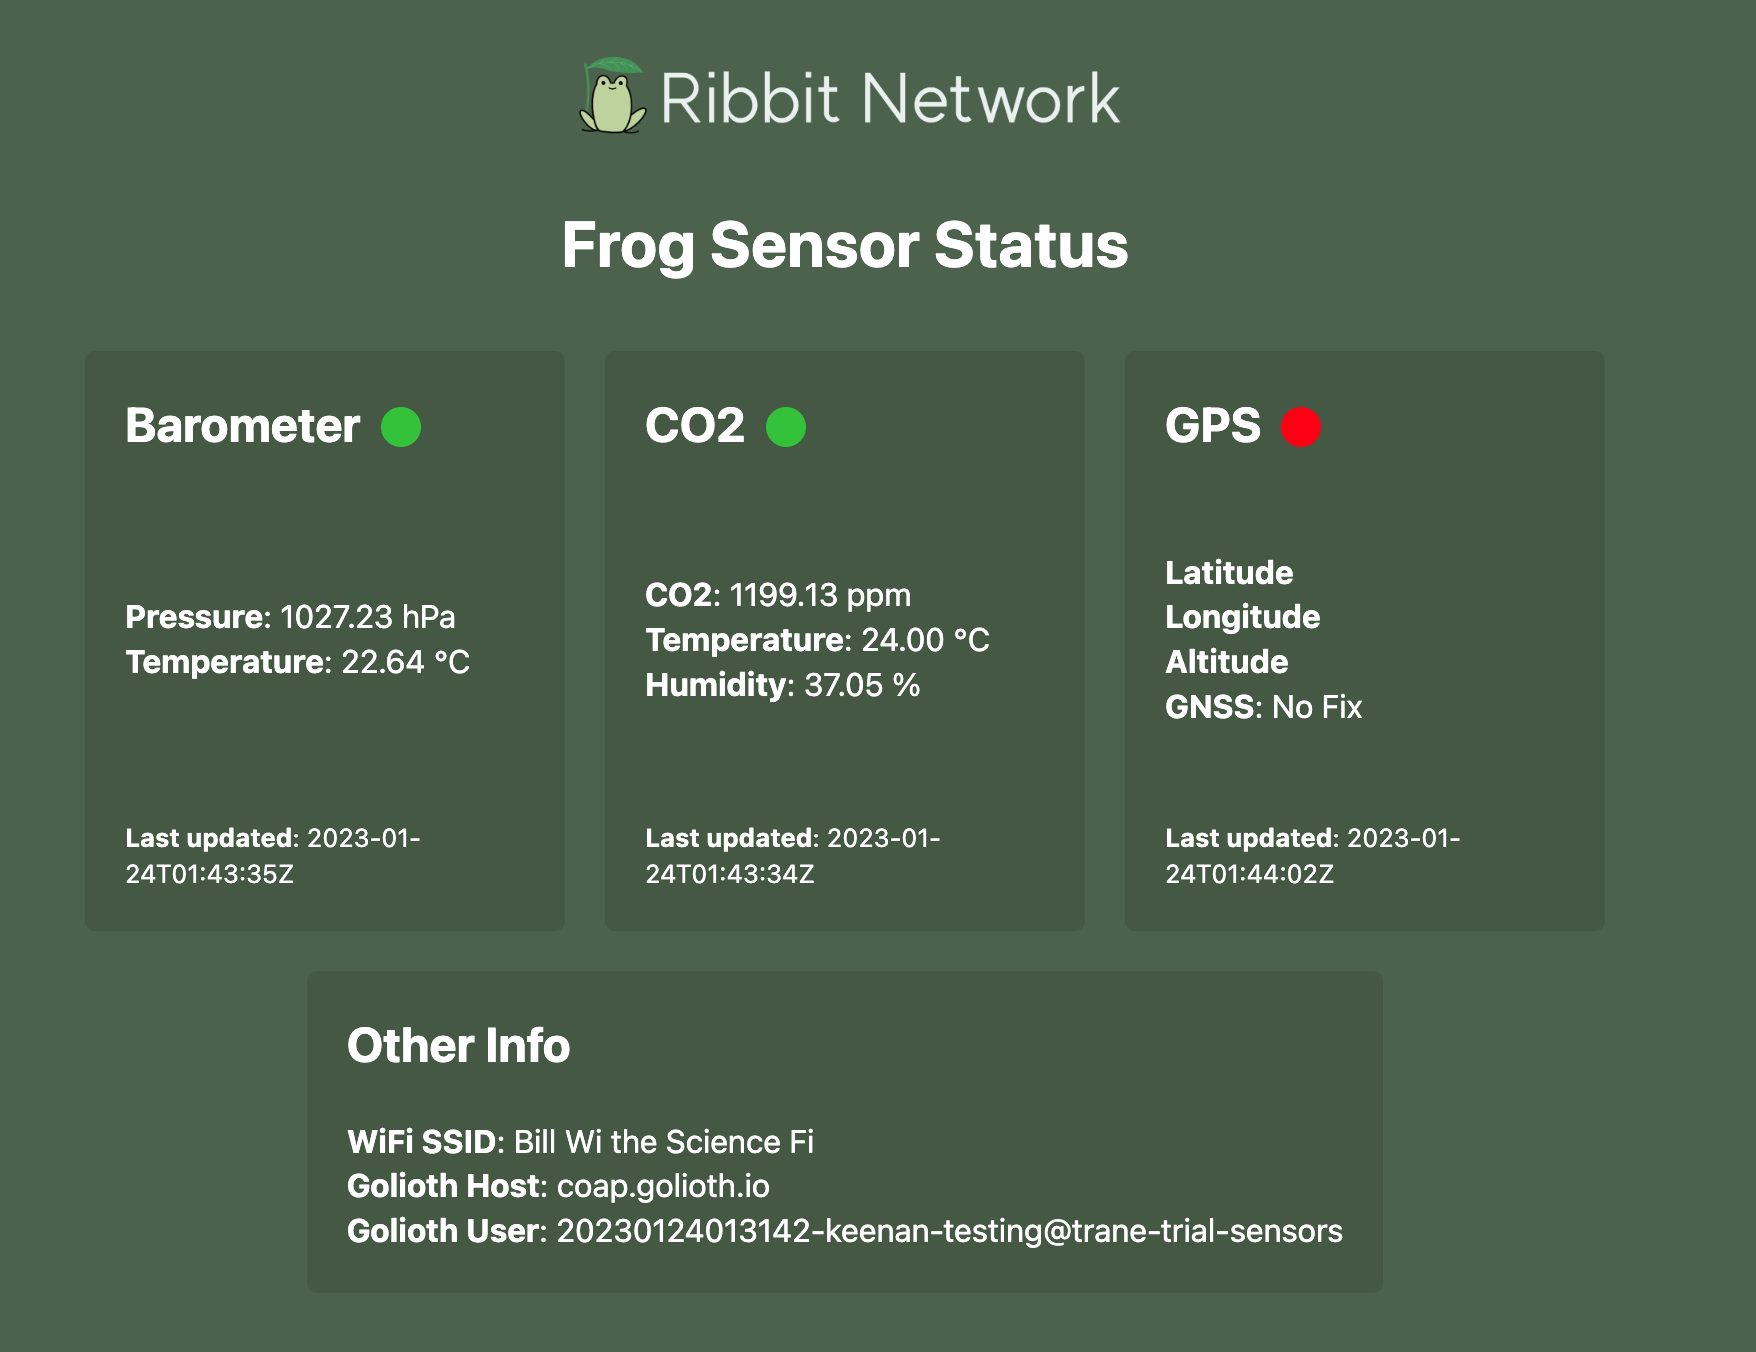 Ribbit Network
Frog Sensor Status
Barometer
Pressure: 1027.23 hPa
Temperature: 22.64 °C
Last updated: 2023-01-
24T01:43:35Z
CO2
CO2: 1199.13 ppm
Temperature: 24.00 °C
Humidity: 37.05 %
Last updated: 2023-01-
24T01:43:34Z
GPS
Latitude
Longitude
Altitude
GNSS: No Fix
Last updated: 2023-01-
24T01:44:02Z
Other Info
WiFi SSID: Bill Wi the Science Fi
Golioth Host: coap.golioth.io
Golioth User: 20230124013142-keenan-testing@trane-trial-sensors